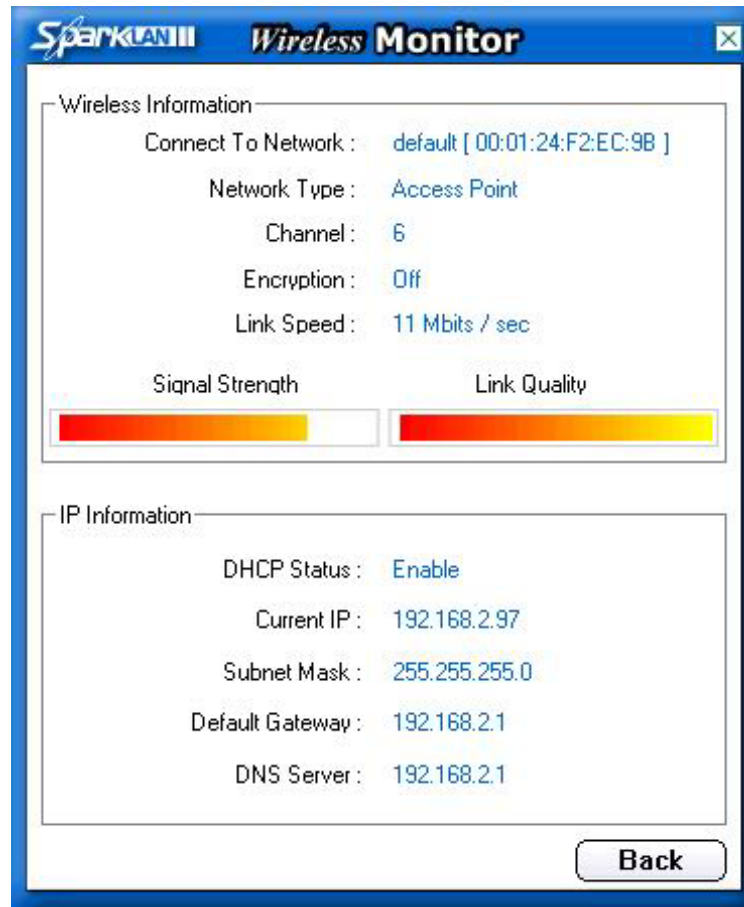 SparkLAN Wireless Monitor
Wireless Information
Connect To Network : default [ 00:01:24:F2:EC:9B ]
Network Type : Access Point
Channel : 6
Encryption : Off
Link Speed : 11 Mbits / sec
Signal Strength Link Quality
IP Information
DHCP Status : Enable
Current IP : 192.168.2.97
Subnet Mask : 255.255.255.0
Default Gateway : 192.168.2.1
DNS Server : 192.168.2.1
Back